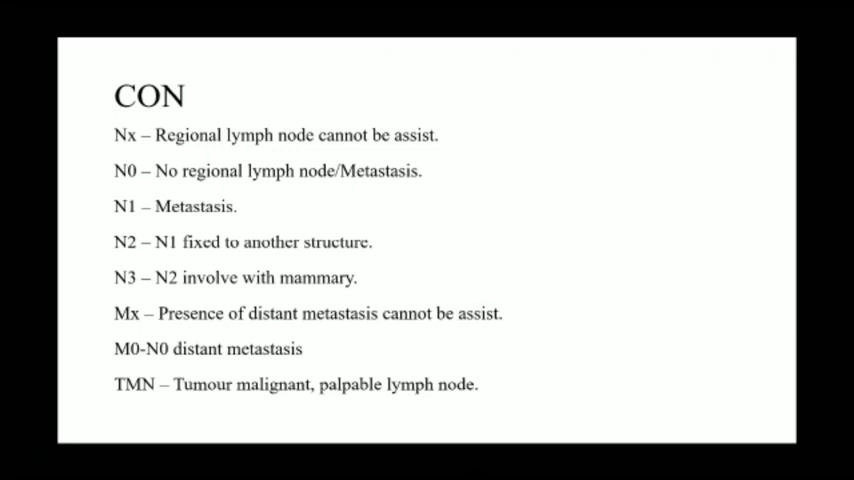 CON
Nx – Regional lymph node cannot be assist.
N0 – No regional lymph node/Metastasis.
N1 – Metastasis.
N2 – N1 fixed to another structure.
N3 – N2 involve with mammary.
Mx – Presence of distant metastasis cannot be assist.
M0-N0 distant metastasis
TMN – Tumour malignant, palpable lymph node.